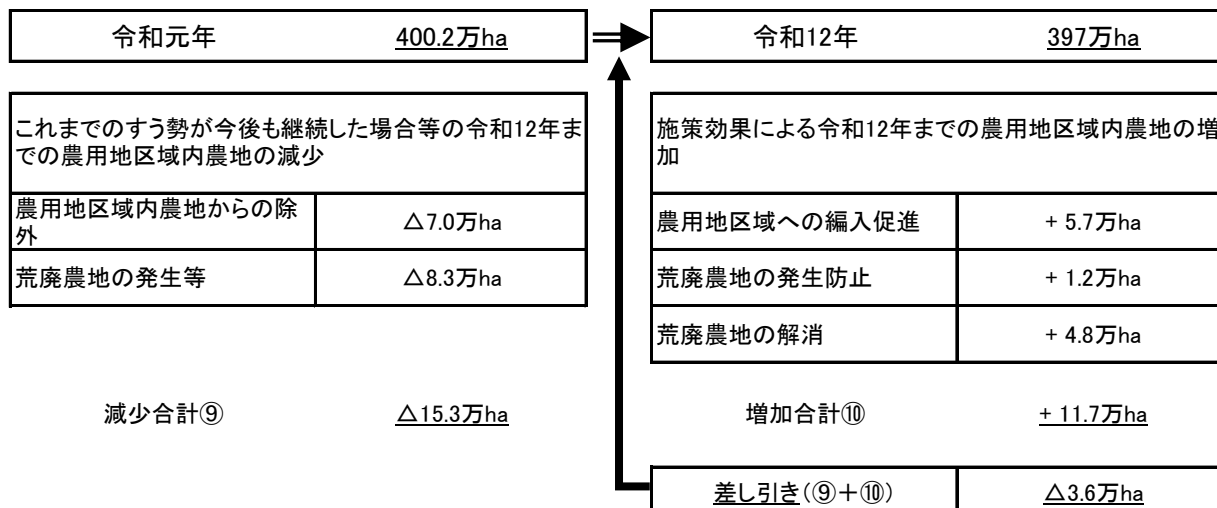 令和元年 400.2万ha
令和12年 397万ha
これまでのすう勢が今後も継続した場合等の令和12年ま
での農用地区域内農地の減少
農用地区域内農地からの除
外
△7.0万ha
荒廃農地の発生等 △8.3万ha
減少合計⑨ △15.3万ha
施策効果による令和12年までの農用地区域内農地の増
加
農用地区域への編入促進 + 5.7万ha
荒廃農地の発生防止 + 1.2万ha
荒廃農地の解消 + 4.8万ha
増加合計⑩ + 11.7万ha
差し引き(⑨+⑩) △3.6万ha